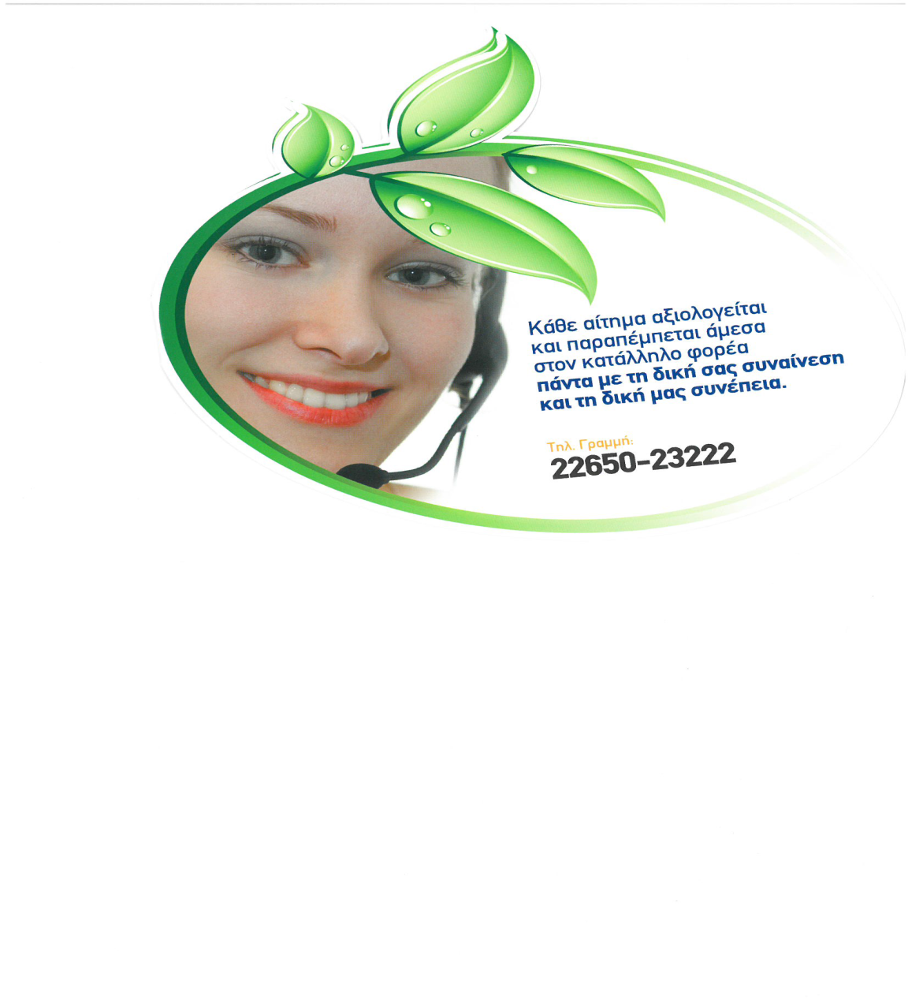 Κάθε αίτημα αξιολογείται
και παραπέμπεται άμεσα
στον κατάλληλο φορέα
πάντα με τη δική σας συναίνεση
και τη δική μας συνέπεια.
Τηλ. Γραμμή:
22650-23222